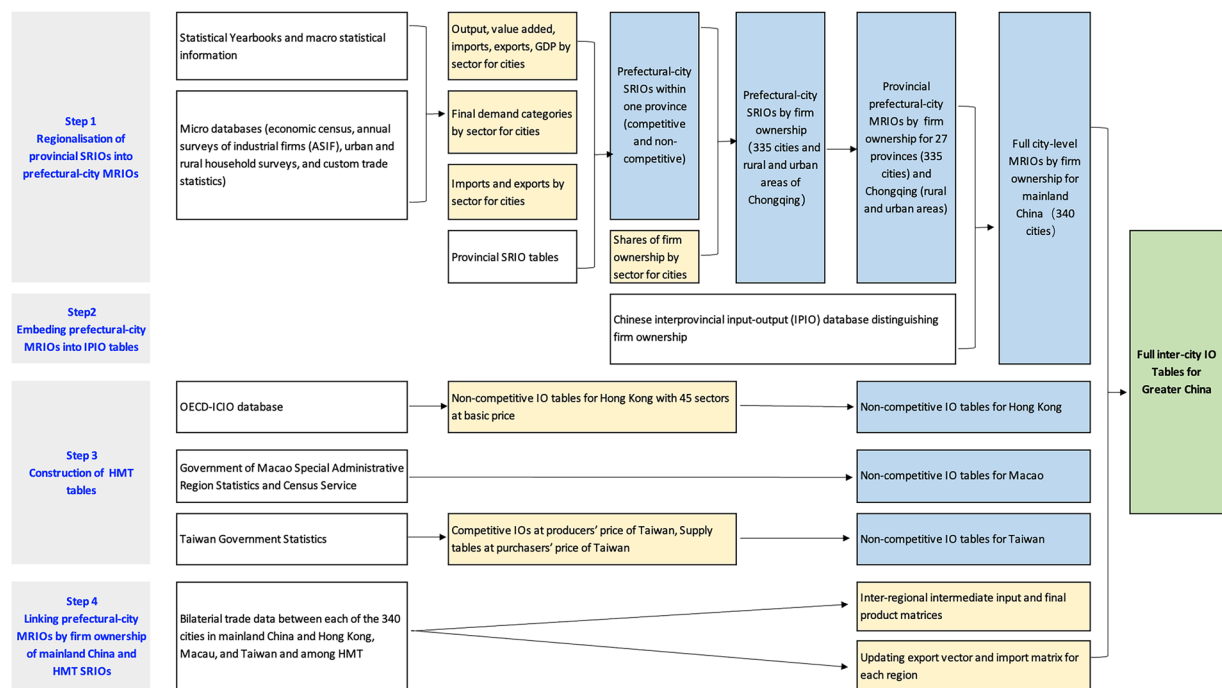 Step 1
Regionalisation of
provincial SRIOs into
prefectural-city MRIOs
Statistical Yearbooks and macro statistical
information
Micro databases (economic census, annual
surveys of industrial firms (ASIF), urban and
rural household surveys, and custom trade
statistics)
Output, value added,
imports, exports, GDP by
sector for cities
Final demand categories
by sector for cities
Imports and exports by
sector for cities
Provincial SRIO tables
Prefectural-city
SRIOs within
one province
(competitive
and non-
competitive)
Shares of firm
ownership by
sector for cities
Prefectural-city
SRIOs by firm
ownership
(335 cities and
rural and urban
areas of
Chongqing)
Provincial
prefectural-city
MRIOs by firm
ownership for 27
provinces (335
cities) and
Chongqing (rural
and urban areas)
Full city-level
MRIOs by firm
ownership for
mainland
China (340
cities)
Step2
Embeding prefectural-city
MRIOs into IPIO tables
Chinese interprovincial input-output (IPIO) database distinguishing
firm ownership
Full inter-city IO
Tables for
Greater China
Step 3
Construction of HMT
tables
OECD-ICIO database
Non-competitive IO tables for Hong Kong with 45 sectors
at basic price
Non-competitive IO tables for Hong Kong
Government of Macao Special Administrative
Region Statistics and Census Service
Non-competitive IO tables for Macao
Taiwan Government Statistics
Competitive IOs at producers' price of Taiwan, Supply
tables at purchasers' price of Taiwan
Non-competitive IO tables for Taiwan
Step 4
Linking prefectural-city
MRIOs by firm ownership
of mainland China and
HMT SRIOs
Bilaterial trade data between each of the 340
cities in mainland China and Hong Kong,
Macau, and Taiwan and among HMT
Inter-regional intermediate input and final
product matrices
Updating export vector and import matrix for
each region